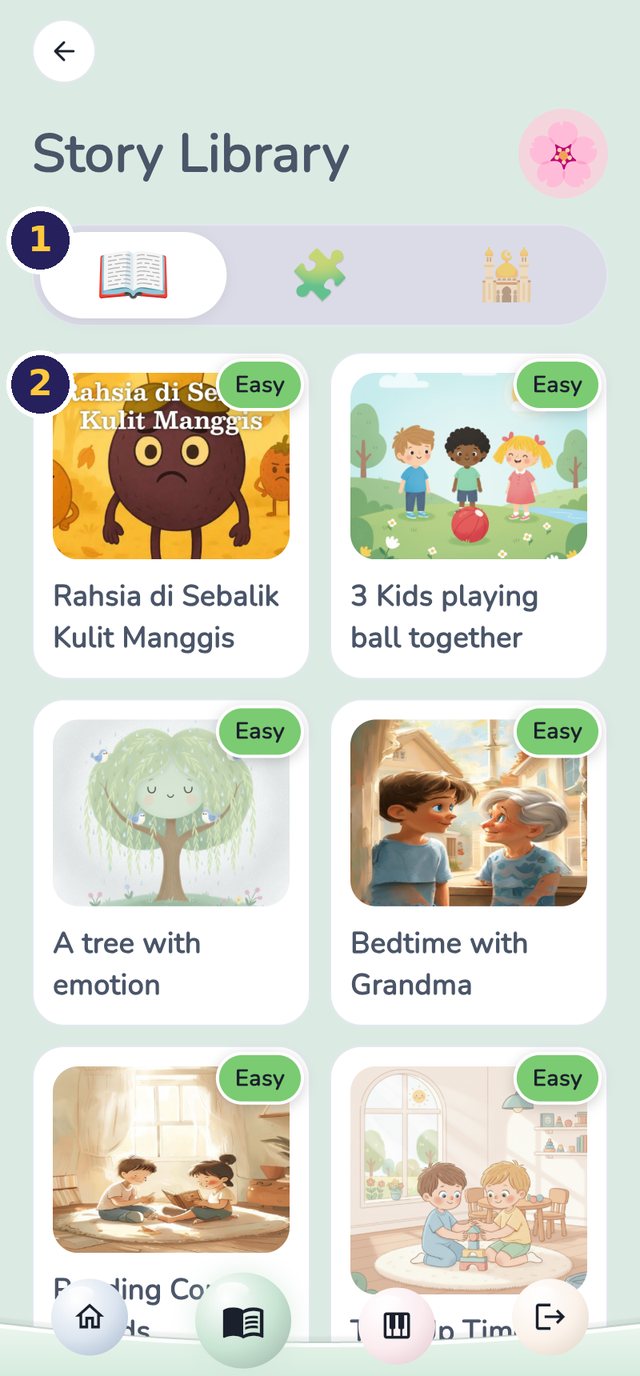 Story Library
1
2
Rahsia di
Kulit Manggis
Easy
Easy
Rahsia di Sebalik
Kulit Manggis
3 Kids playing
ball together
Easy
Easy
A tree with
emotion
Bedtime with
Grandma
Easy
Easy